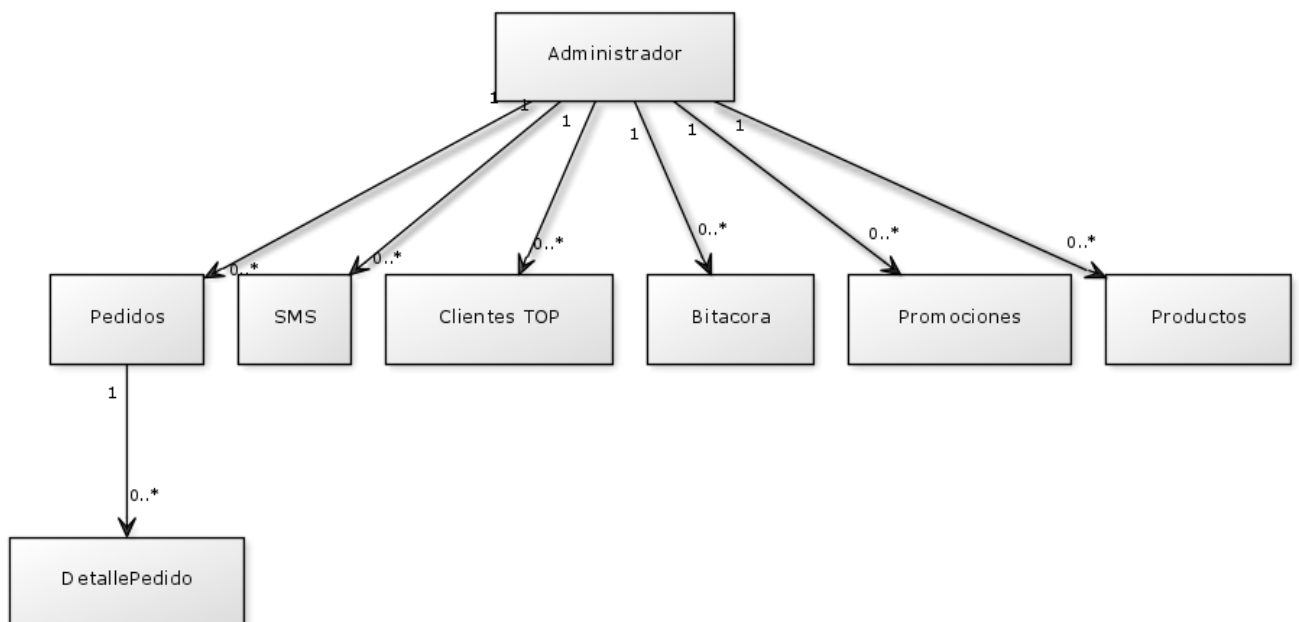 Administrador
1
1
1
1
1
1
0..*
0..*
0..*
0..*
0..*
0..*
Pedidos
SMS
Clientes TOP
Bitacora
Promociones
Productos
1
0..*
DetallePedido